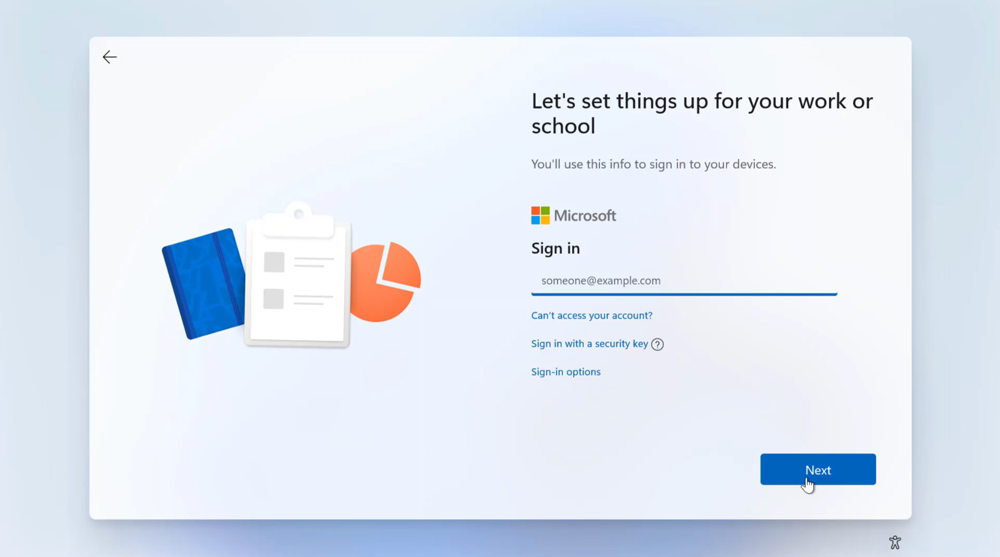 Let's set things up for your work or
school
You'll use this info to sign in to your devices.
Microsoft
Sign in
someone@example.com
Can't access your account?
Sign in with a security key ?
Sign-in options
Next